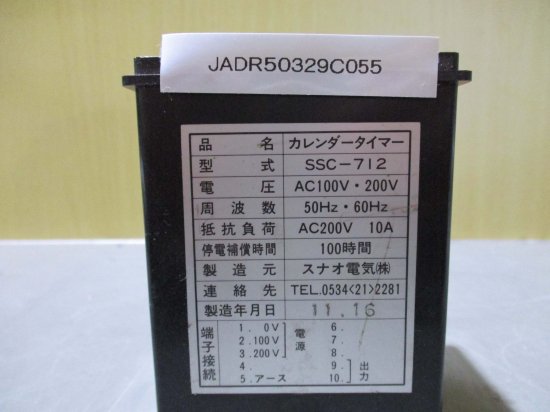 JADR50329C055
品名 カレンダータイマー
型式 SSC-712
電圧 AC100V・200V
周波数 50Hz・60Hz
抵抗負荷 AC200V 10A
停電補償時間 100時間
製造元 スナオ電気㈱
連絡先 TEL.0534<21>2281
製造年月日 11.16
端子接続
1. 0V
2. 100V
3. 200V
4.
5. アース
電源
6.
7.
8.
9.
10.
出力